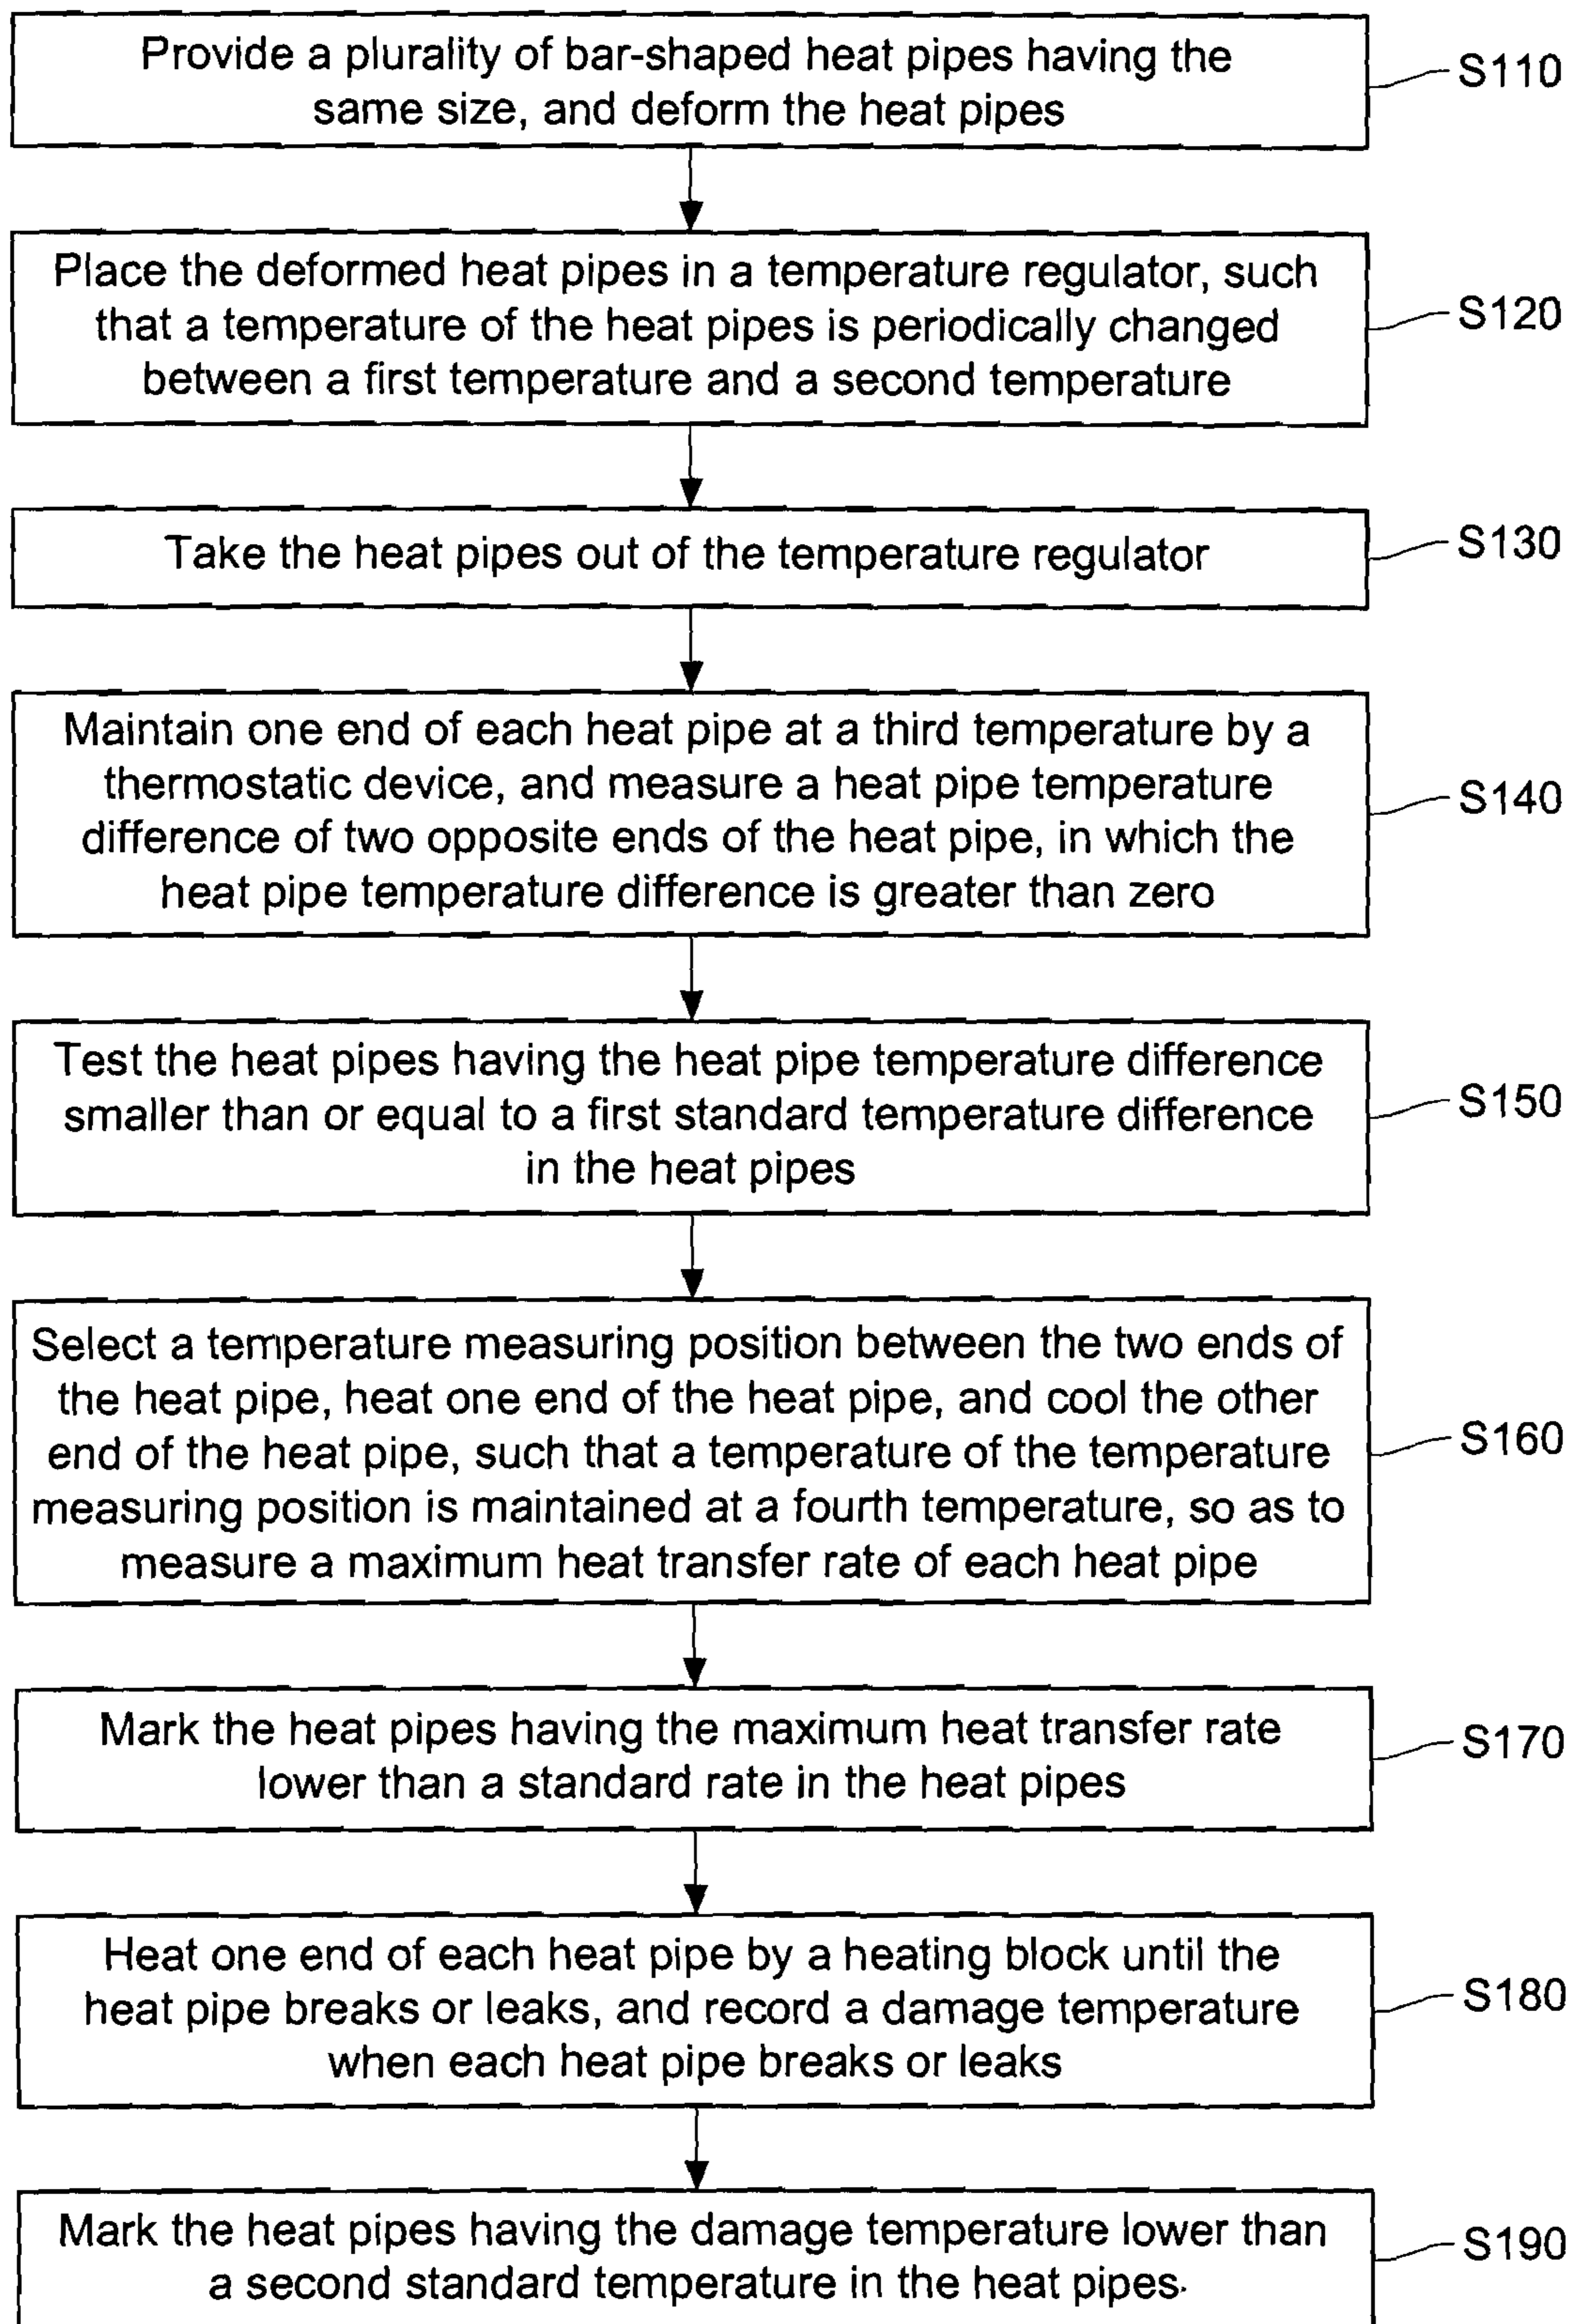 Provide a plurality of bar-shaped heat pipes having the
same size, and deform the heat pipes
S110
Place the deformed heat pipes in a temperature regulator, such
that a temperature of the heat pipes is periodically changed
between a first temperature and a second temperature
S120
Take the heat pipes out of the temperature regulator
S130
Maintain one end of each heat pipe at a third temperature by a
thermostatic device, and measure a heat pipe temperature
difference of two opposite ends of the heat pipe, in which the
heat pipe temperature difference is greater than zero
S140
Test the heat pipes having the heat pipe temperature difference
smaller than or equal to a first standard temperature difference
in the heat pipes
S150
Select a temperature measuring position between the two ends of
the heat pipe, heat one end of the heat pipe, and cool the other
end of the heat pipe, such that a temperature of the temperature
measuring position is maintained at a fourth temperature, so as to
measure a maximum heat transfer rate of each heat pipe
S160
Mark the heat pipes having the maximum heat transfer rate
lower than a standard rate in the heat pipes
S170
Heat one end of each heat pipe by a heating block until the
heat pipe breaks or leaks, and record a damage temperature
when each heat pipe breaks or leaks
S180
Mark the heat pipes having the damage temperature lower than
a second standard temperature in the heat pipes.
S190